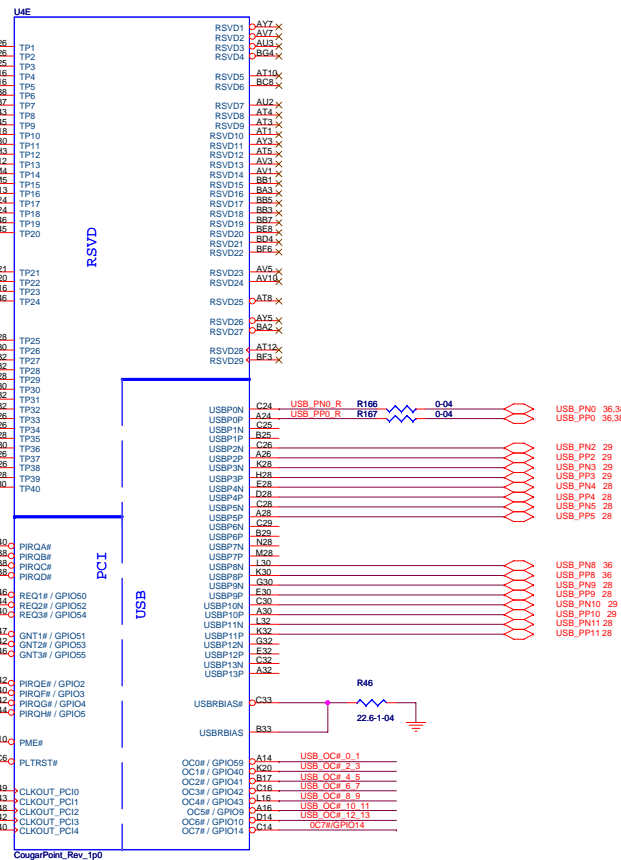 U4E
RSVD1 AY7
RSVD2 AV7
TP1 RSVD3 AU3
TP2 RSVD4 BG4
TP3
TP4 RSVD5 AT10
TP5 RSVD6 BC8
TP6
TP7 RSVD7 AU2
TP8 RSVD8 AT4
TP9 RSVD9 AT3
TP10 RSVD10 AT1
TP11 RSVD11 AY3
TP12 RSVD12 AT5
TP13 RSVD13 AV3
TP14 RSVD14 AV1
TP15 RSVD15 BB1
TP16 RSVD16 BA3
TP17 RSVD17 BB5
TP18 RSVD18 BB3
TP19 RSVD19 BB7
TP20 RSVD20 BE8
RSVD21 BD4
RSVD22 BF6
RSVD
TP21 RSVD23 AV5
TP22 RSVD24 AV10
TP23
TP24 RSVD25 AT8
RSVD26 AY5
RSVD27 BA2
TP25
TP26 RSVD28 AT12
TP27 RSVD29 BF3
TP28
TP29
TP30
TP31
TP32 USBP0N C24 USB_PN0_R R166 0-04 USB_PN0 36,38
TP33 USBP0P A24 USB_PP0_R R167 0-04 USB_PP0 36,38
TP34 USBP1N C25
TP35 USBP1P B25
TP36 USBP2N C26 USB_PN2 29
TP37 USBP2P A26 USB_PP2 29
TP38 USBP3N K28 USB_PN3 29
TP39 USBP3P H28 USB_PP3 29
TP40 USBP4N E28 USB_PN4 28
USBP4P D28 USB_PP4 28
USBP5N C28 USB_PN5 28
USBP5P A28 USB_PP5 28
USBP6N C29
USBP6P B29
PIRQA# USBP7N N28
PIRQB# USBP7P M28
PIRQC# USBP8N L30 USB_PN8 36
PIRQD# USBP8P K30 USB_PP8 36
PCI
USB
USBP9N G30 USB_PN9 28
REQ1# / GPIO50 USBP9P E30 USB_PP9 28
REQ2# / GPIO52 USBP10N C30 USB_PN10 29
REQ3# / GPIO54 USBP10P A30 USB_PP10 29
USBP11N L32 USB_PN11 28
GNT1# / GPIO51 USBP11P K32 USB_PP11 28
GNT2# / GPIO53 USBP12N G32
GNT3# / GPIO55 USBP12P E32
USBP13N C32
USBP13P A32
PIRQE# / GPIO2
PIRQF# / GPIO3
PIRQG# / GPIO4 USBRBIAS# C33 R46
PIRQH# / GPIO5 22.6-1-04
USBRBIAS B33
PME#
PLTRST# OC0# / GPIO59 A14 USB_OC#_0_1
OC1# / GPIO40 K20 USB_OC#_2_3
OC2# / GPIO41 B17 USB_OC#_4_5
CLKOUT_PCI0 OC3# / GPIO42 C16 USB_OC#_6_7
CLKOUT_PCI1 OC4# / GPIO43 L16 USB_OC#_8_9
CLKOUT_PCI2 OC5# / GPIO9 A16 USB_OC#_10_11
CLKOUT_PCI3 OC6# / GPIO10 D14 USB_OC#_12_13
CLKOUT_PCI4 OC7# / GPIO14 C14 0C7#/GPIO14
CougarPoint_Rev_1p0